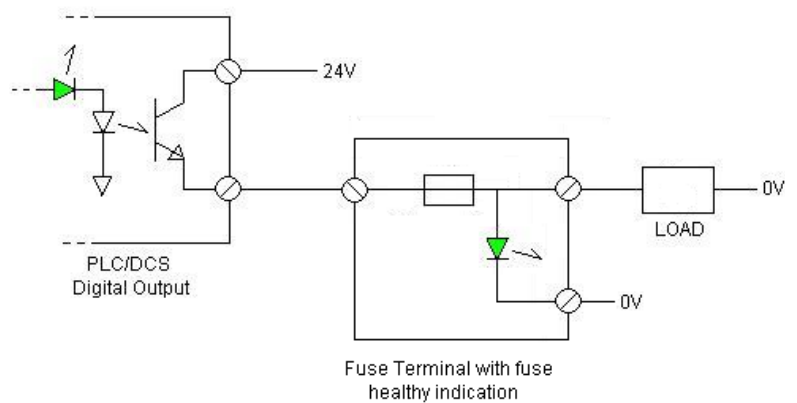 24V
0V
LOAD
PLC/DCS
Digital Output
0V
Fuse Terminal with fuse
healthy indication